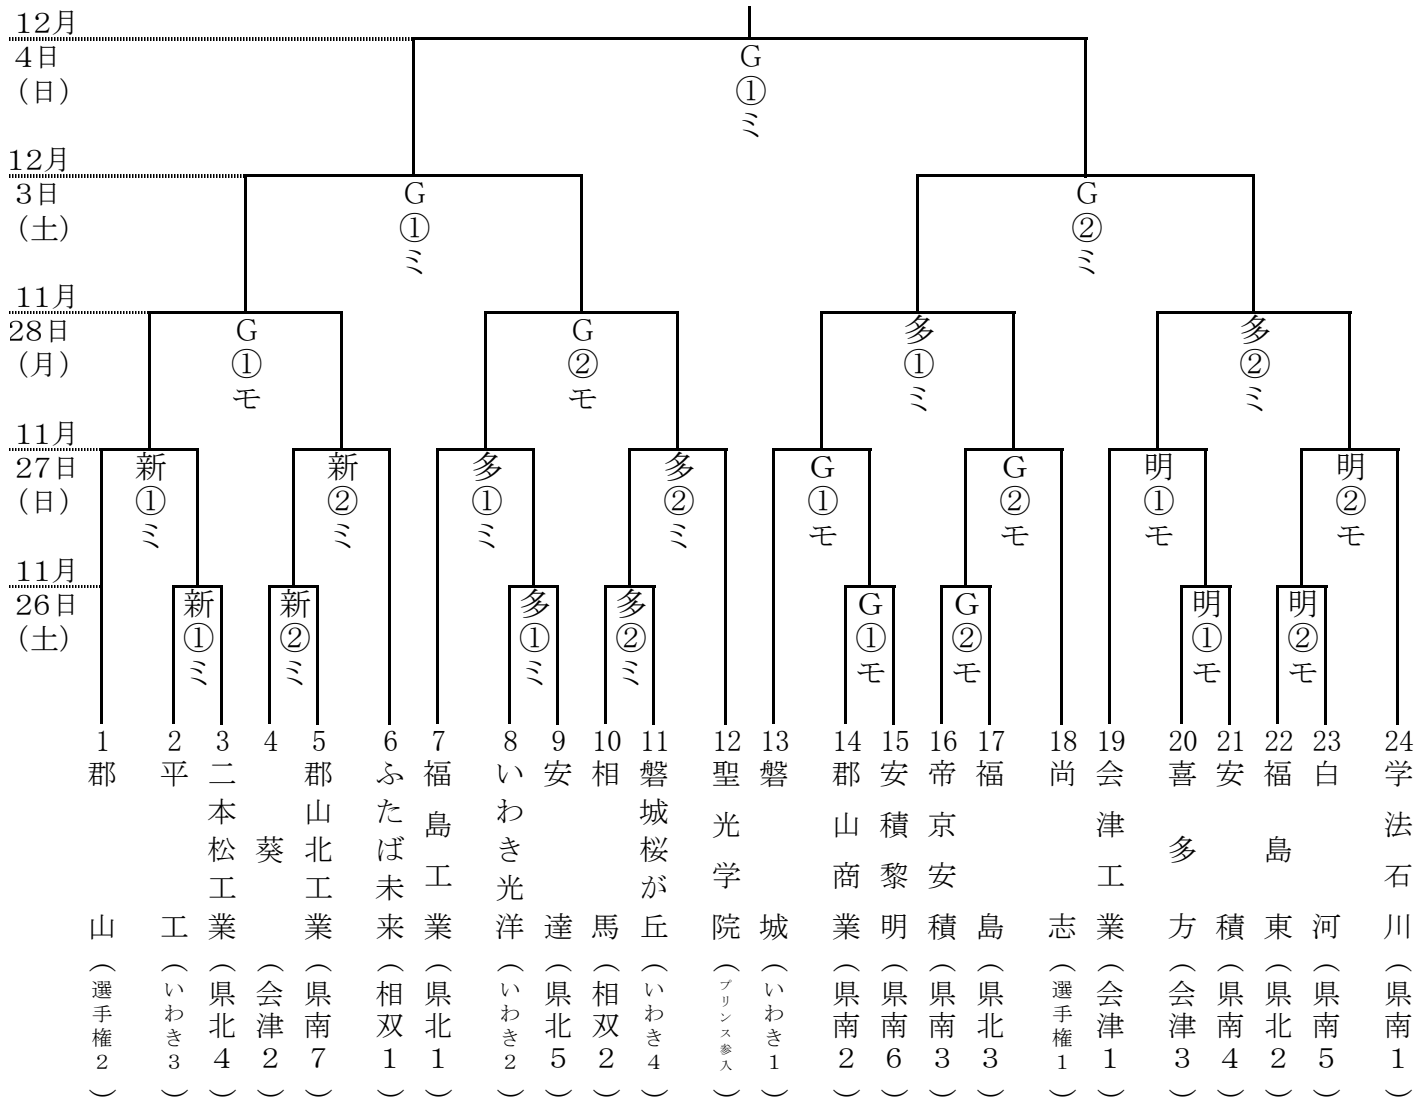 12月
4日
(日)
G①ミ
12月
3日
(土)
G①ミ
G②ミ
11月
28日
(月)
G①モ
G②モ
多①ミ
多②ミ
11月
27日
(日)
新①ミ
新②ミ
多①ミ
多②ミ
G①モ
G②モ
明①モ
明②モ
11月
26日
(土)
新①ミ
新②ミ
多①ミ
多②ミ
G①モ
G②モ
明①モ
明②モ
1 郡山(選手権2)
2 平工(いわき3)
3 二本松工業(県北4)
4 葵(会津2)
5 郡山北工業(県南7)
6 ふたば未来(相双1)
7 福島工業(県北1)
8 いわき光洋(いわき2)
9 安達(県北5)
10 相馬(相双2)
11 磐城桜が丘(いわき4)
12 聖光学院(プリンス参入)
13 磐城(いわき1)
14 郡山商業(県南2)
15 安積黎明(県南6)
16 帝京安積(県南3)
17 福島(県北3)
18 尚志(選手権1)
19 会津工業(会津1)
20 喜多方(会津3)
21 安積(県南4)
22 福島東(県北2)
23 白河(県南5)
24 学法石川(県南1)